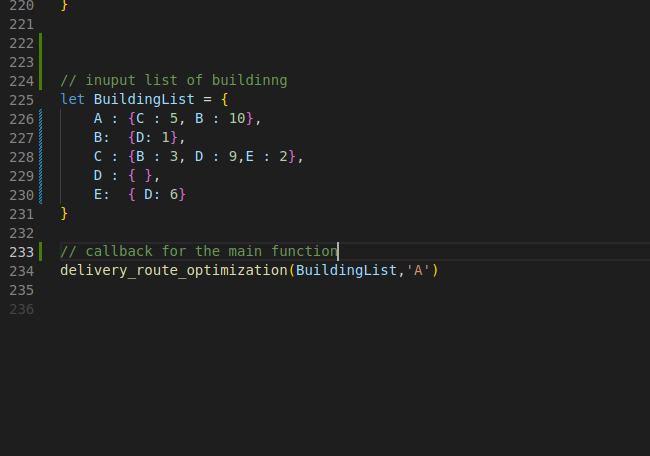 220 }
221
222
223
224 // inuput list of buildinng
225 let BuildingList = {
226 A : {C : 5, B : 10},
227 B: {D: 1},
228 C : {B : 3, D : 9,E : 2},
229 D : { },
230 E: { D: 6}
231 }
232
233 // callback for the main function
234 delivery_route_optimization(BuildingList,'A')
235
236